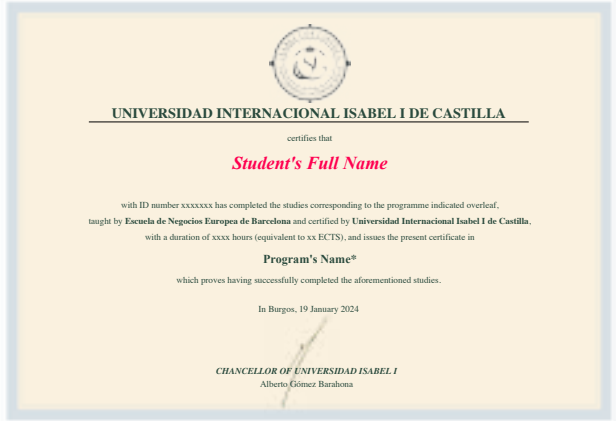 UNIVERSIDAD INTERNACIONAL ISABEL I DE CASTILLA
certifies that
Student's Full Name
with ID number xxxxxxx has completed the studies corresponding to the programme indicated overleaf,
taught by Escuela de Negocios Europea de Barcelona and certified by Universidad Internacional Isabel I de Castilla,
with a duration of xxxx hours (equivalent to xx ECTS), and issues the present certificate in
Program's Name*
which proves having successfully completed the aforementioned studies.
In Burgos, 19 January 2024
CHANCELLOR OF UNIVERSIDAD ISABEL I
Alberto Gómez Barahona